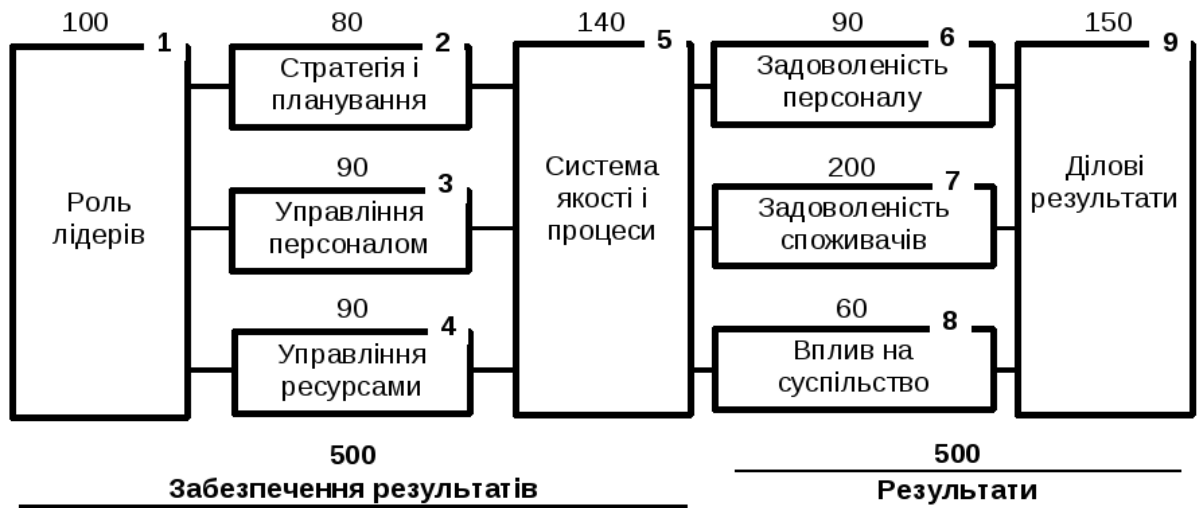 100
1
Роль
лідерів
80
2
Стратегія і
планування
90
3
Управління
персоналом
90
4
Управління
ресурсами
140
5
Система
якості і
процеси
90
6
Задоволеність
персоналу
200
7
Задоволеність
споживачів
60
8
Вплив на
суспільство
150
9
Ділові
результати
500
Забезпечення результатів
500
Результати